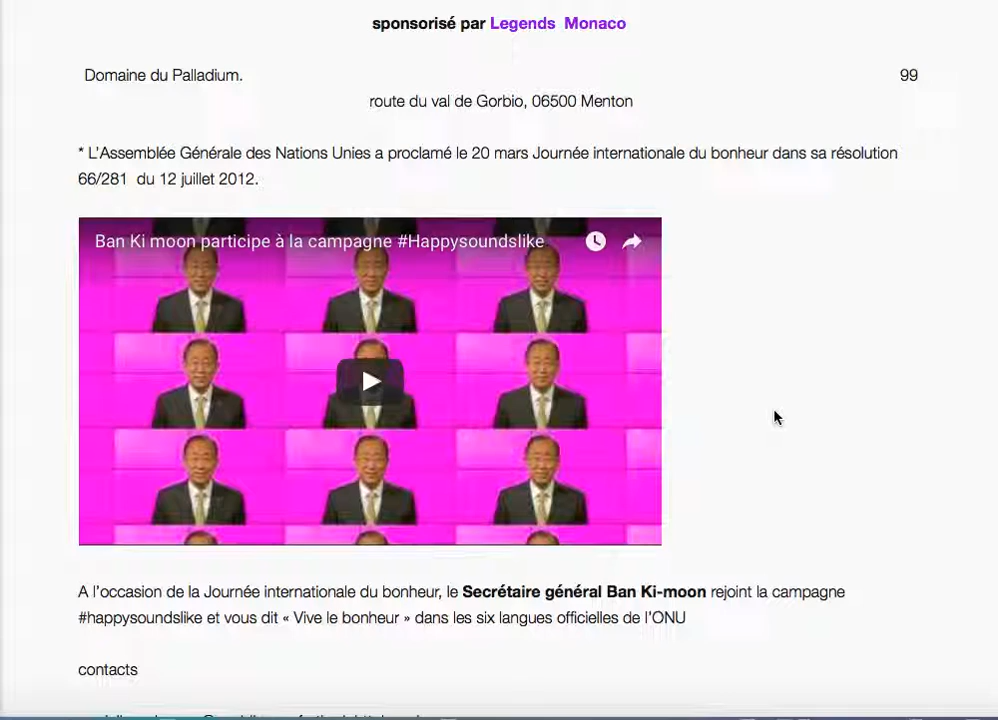 sponsorisé par Legends Monaco
Domaine du Palladium. 99
route du val de Gorbio, 06500 Menton
* L'Assemblée Générale des Nations Unies a proclamé le 20 mars Journée internationale du bonheur dans sa résolution
66/281 du 12 juillet 2012.
Ban Ki moon participe à la campagne #Happysoundslike
A l'occasion de la Journée internationale du bonheur, le Secrétaire général Ban Ki-moon rejoint la campagne
#happysoundslike et vous dit « Vive le bonheur » dans les six langues officielles de l'ONU
contacts